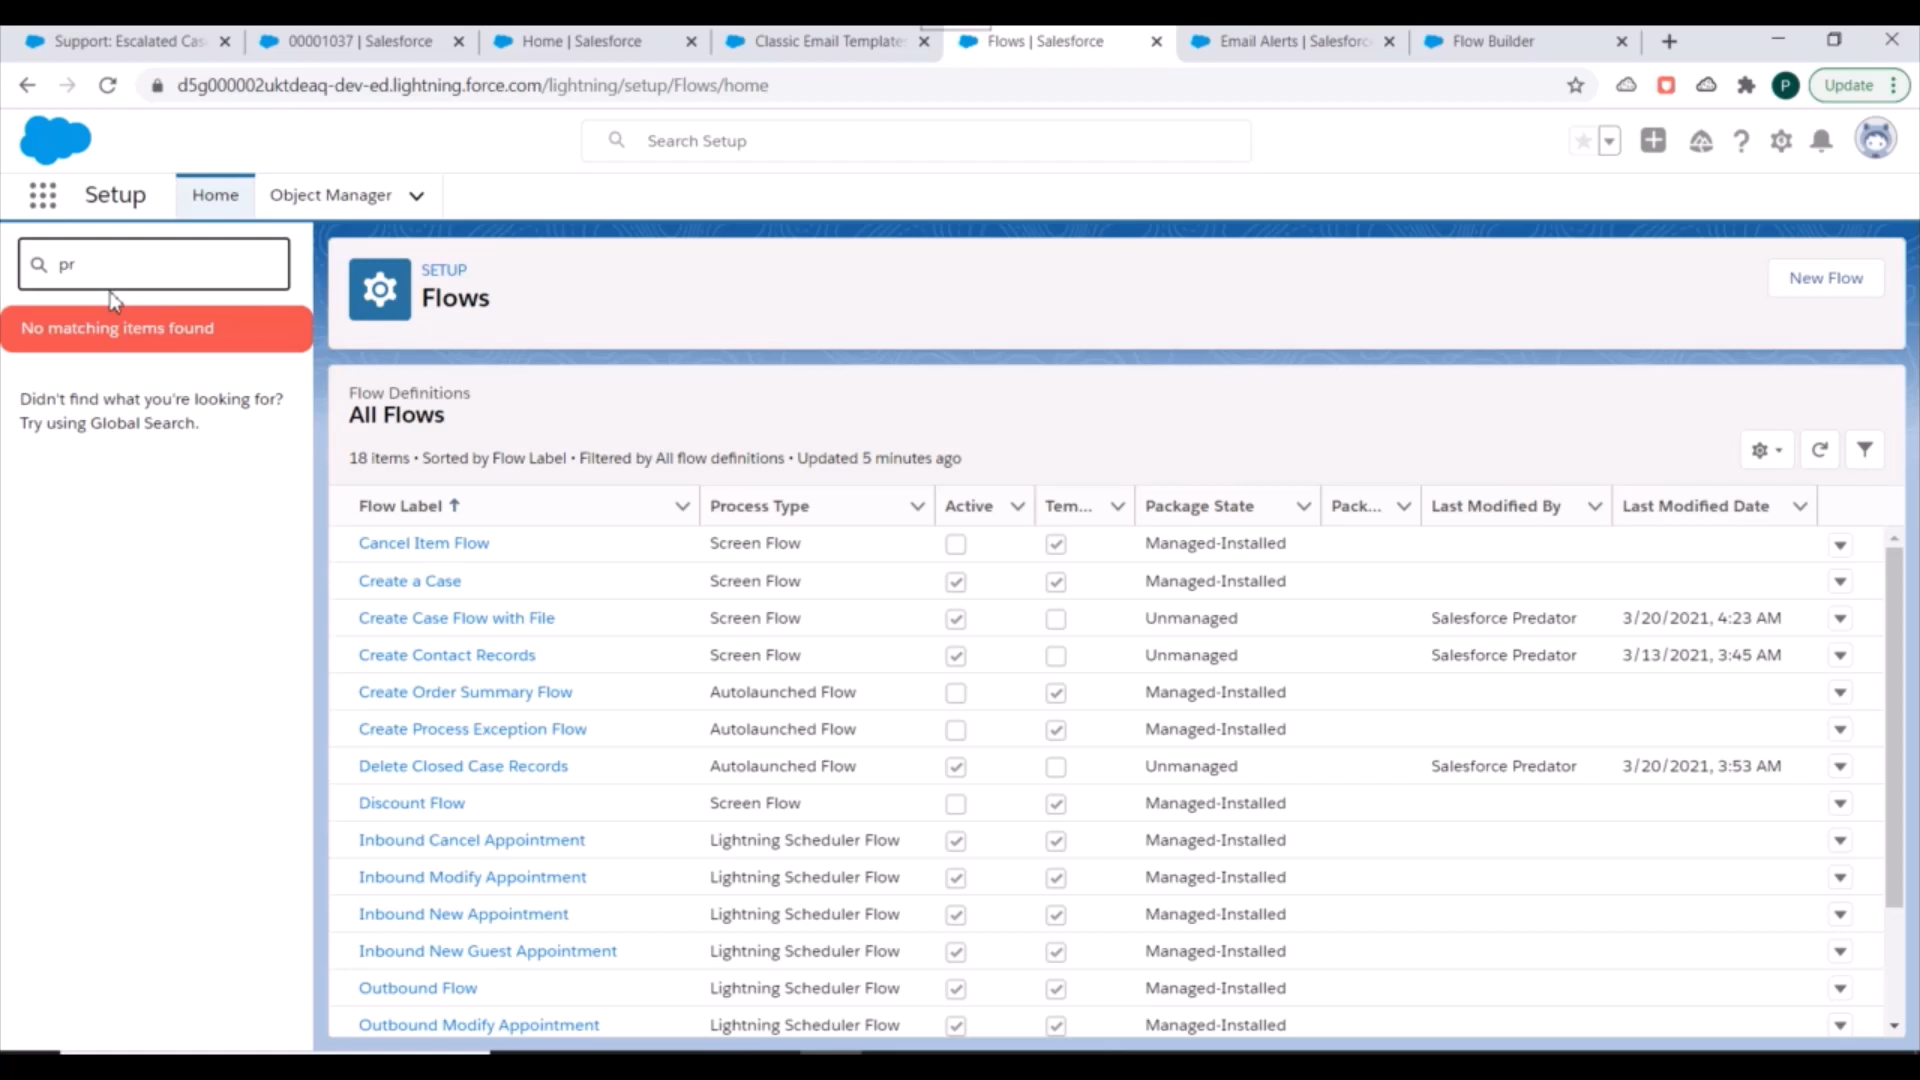 Support: Escalated Cas
00001037 | Salesforce
Home | Salesforce
Classic Email Template
Flows | Salesforce
Email Alerts | Salesforc
Flow Builder
d5g000002uktdeaq-dev-ed.lightning.force.com/lightning/setup/Flows/home
P
Update
Search Setup
Setup
Home
Object Manager
pr
No matching items found
Didn't find what you're looking for?
Try using Global Search.
SETUP
Flows
New Flow
Flow Definitions
All Flows
18 items • Sorted by Flow Label • Filtered by All flow definitions • Updated 5 minutes ago
Flow Label Process Type Active Tem... Package State Pack... Last Modified By Last Modified Date
Cancel Item Flow Screen Flow Managed-Installed
Create a Case Screen Flow Managed-Installed
Create Case Flow with File Screen Flow Unmanaged Salesforce Predator 3/20/2021, 4:23 AM
Create Contact Records Screen Flow Unmanaged Salesforce Predator 3/13/2021, 3:45 AM
Create Order Summary Flow Autolaunched Flow Managed-Installed
Create Process Exception Flow Autolaunched Flow Managed-Installed
Delete Closed Case Records Autolaunched Flow Unmanaged Salesforce Predator 3/20/2021, 3:53 AM
Discount Flow Screen Flow Managed-Installed
Inbound Cancel Appointment Lightning Scheduler Flow Managed-Installed
Inbound Modify Appointment Lightning Scheduler Flow Managed-Installed
Inbound New Appointment Lightning Scheduler Flow Managed-Installed
Inbound New Guest Appointment Lightning Scheduler Flow Managed-Installed
Outbound Flow Lightning Scheduler Flow Managed-Installed
Outbound Modify Appointment Lightning Scheduler Flow Managed-Installed